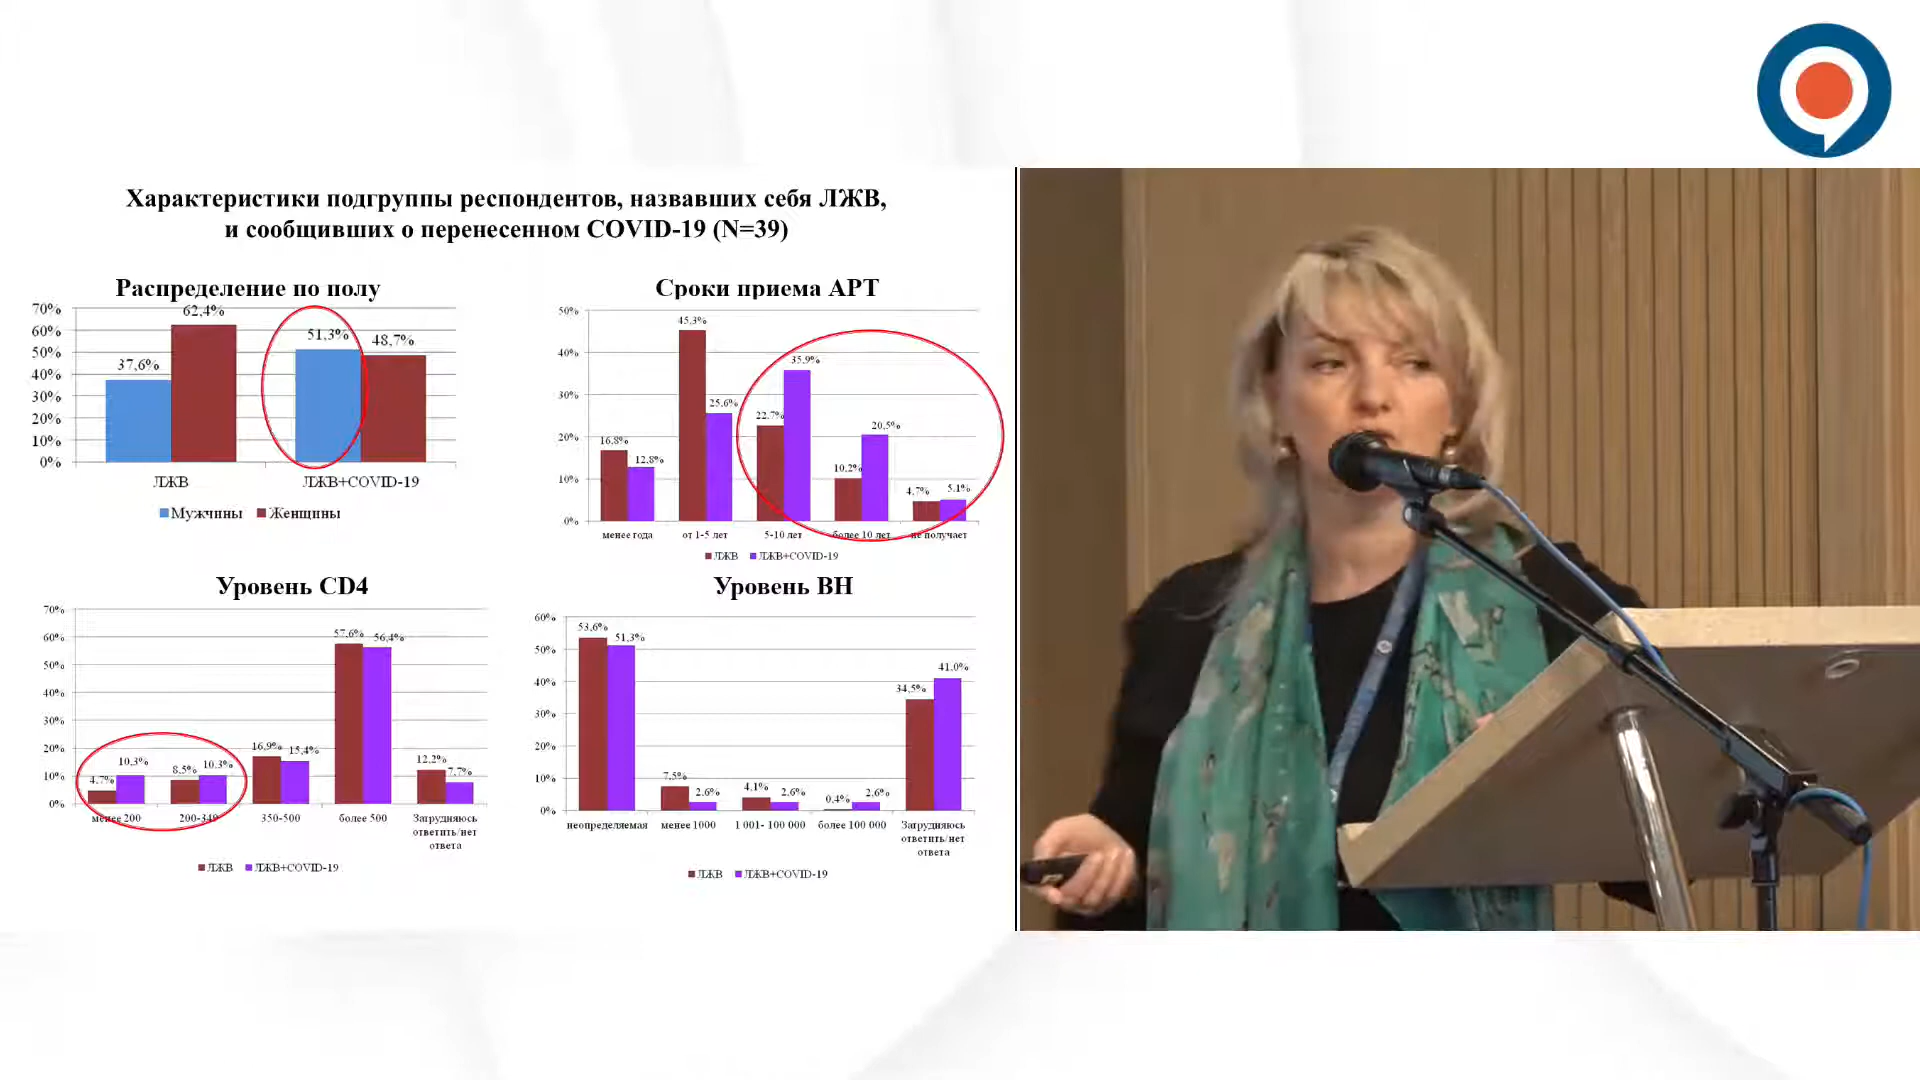 Характеристики подгруппы респондентов, назвавших себя ЛЖВ,
и сообщивших о перенесенном COVID-19 (N=39)
Распределение по полу
70%
60%
50%
40%
30%
20%
10%
0%
37,6%
62,4%
51,3%
48,7%
ЛЖВ
ЛЖВ+COVID-19
Мужчины
Женщины
Сроки приема АРТ
50%
40%
30%
20%
10%
0%
16,8%
12,8%
45,3%
25,6%
22,7%
35,9%
10,2%
20,5%
4,7%
5,1%
менее года
от 1-5 лет
5-10 лет
более 10 лет
не получает
ЛЖВ
ЛЖВ+COVID-19
Уровень CD4
70%
60%
50%
40%
30%
20%
10%
0%
4,7%
10,3%
8,5%
10,3%
16,9%
15,4%
57,6%
56,4%
12,2%
7,7%
менее 200
200-349
350-500
более 500
Затрудняюсь
ответить/нет
ответа
ЛЖВ
ЛЖВ+COVID-19
Уровень ВН
60%
50%
40%
30%
20%
10%
0%
53,6%
51,3%
7,5%
2,6%
4,1%
2,6%
0,4%
2,6%
34,5%
41,0%
неопределяемая
менее 1000
1 001- 100 000
более 100 000
Затрудняюсь
ответить/нет
ответа
ЛЖВ
ЛЖВ+COVID-19